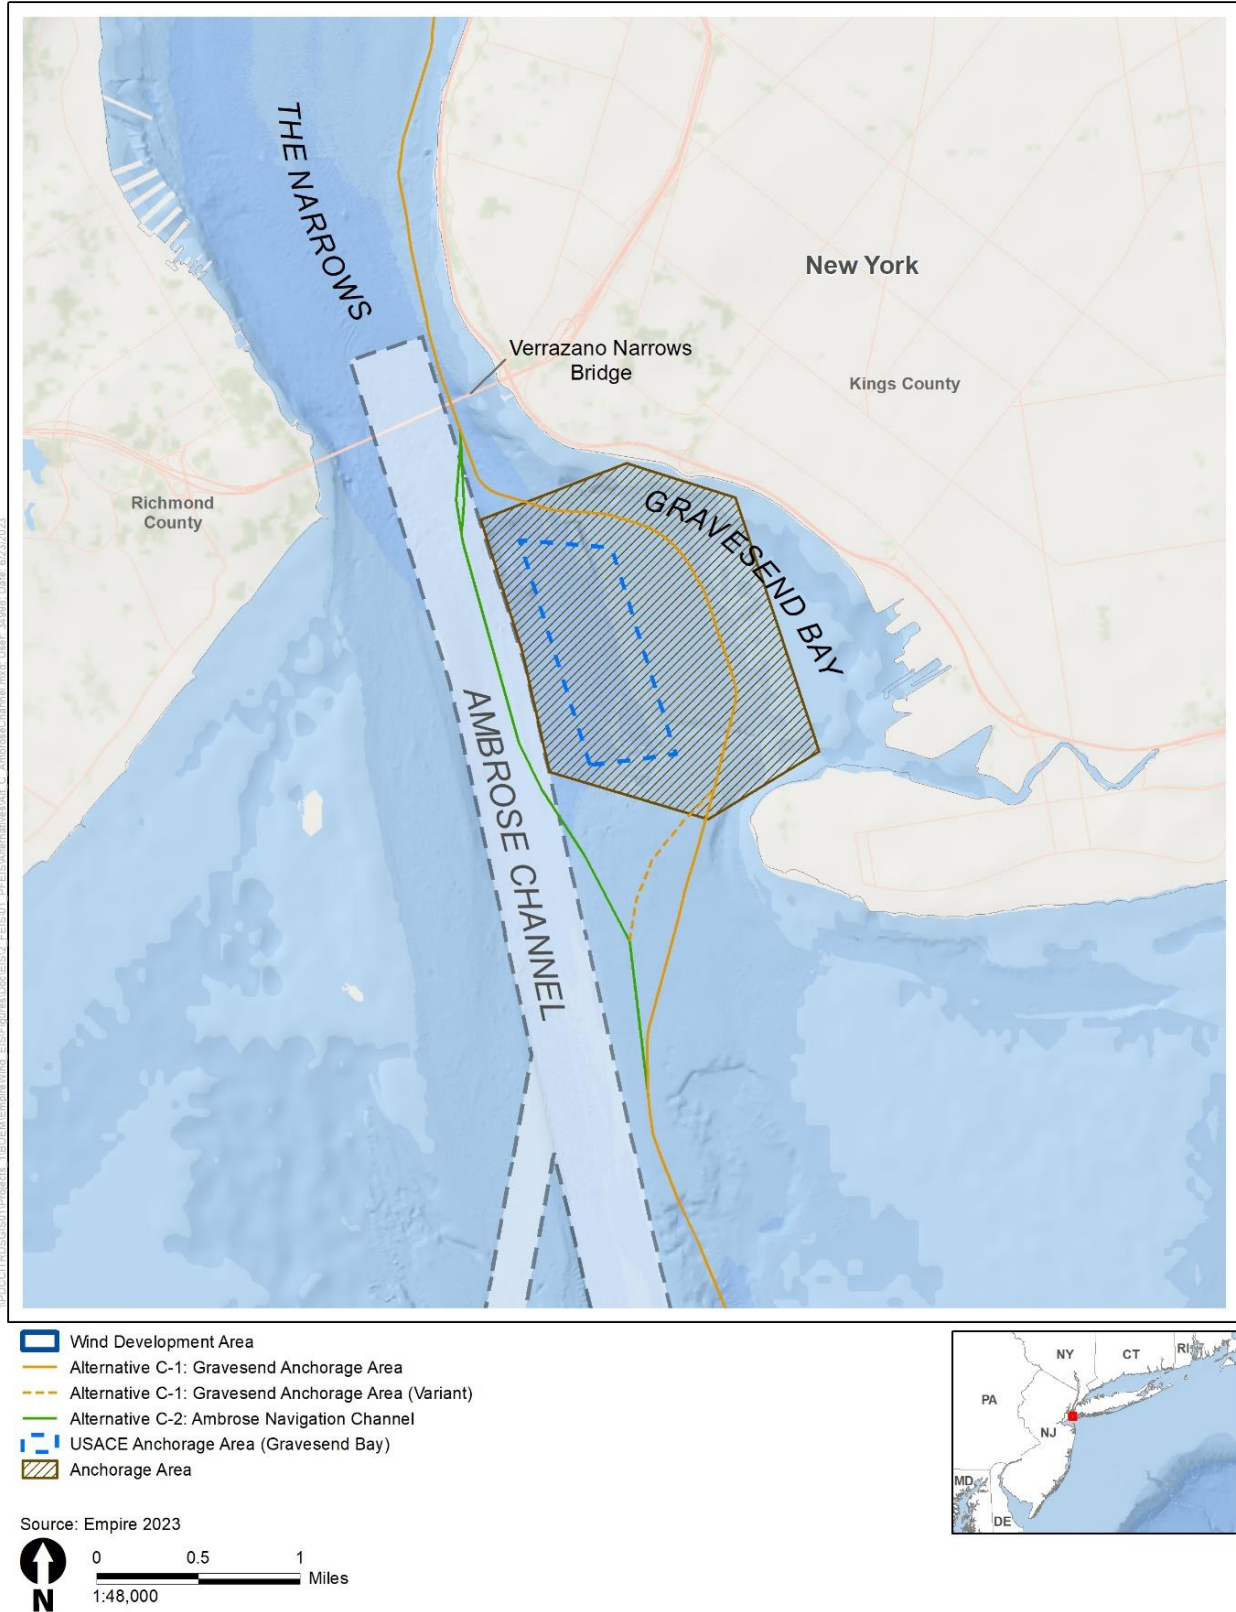 THE NARROWS
New York
Verrazano Narrows
Bridge
Kings County
Richmond
County
GRAVESEND BAY
AMBROSE CHANNEL
Wind Development Area
Alternative C-1: Gravesend Anchorage Area
Alternative C-1: Gravesend Anchorage Area (Variant)
Alternative C-2: Ambrose Navigation Channel
USACE Anchorage Area (Gravesend Bay)
Anchorage Area
NY
CT
RI
PA
NJ
MD
DE
Source: Empire 2023
0 0.5 1
Miles
1:48,000
N